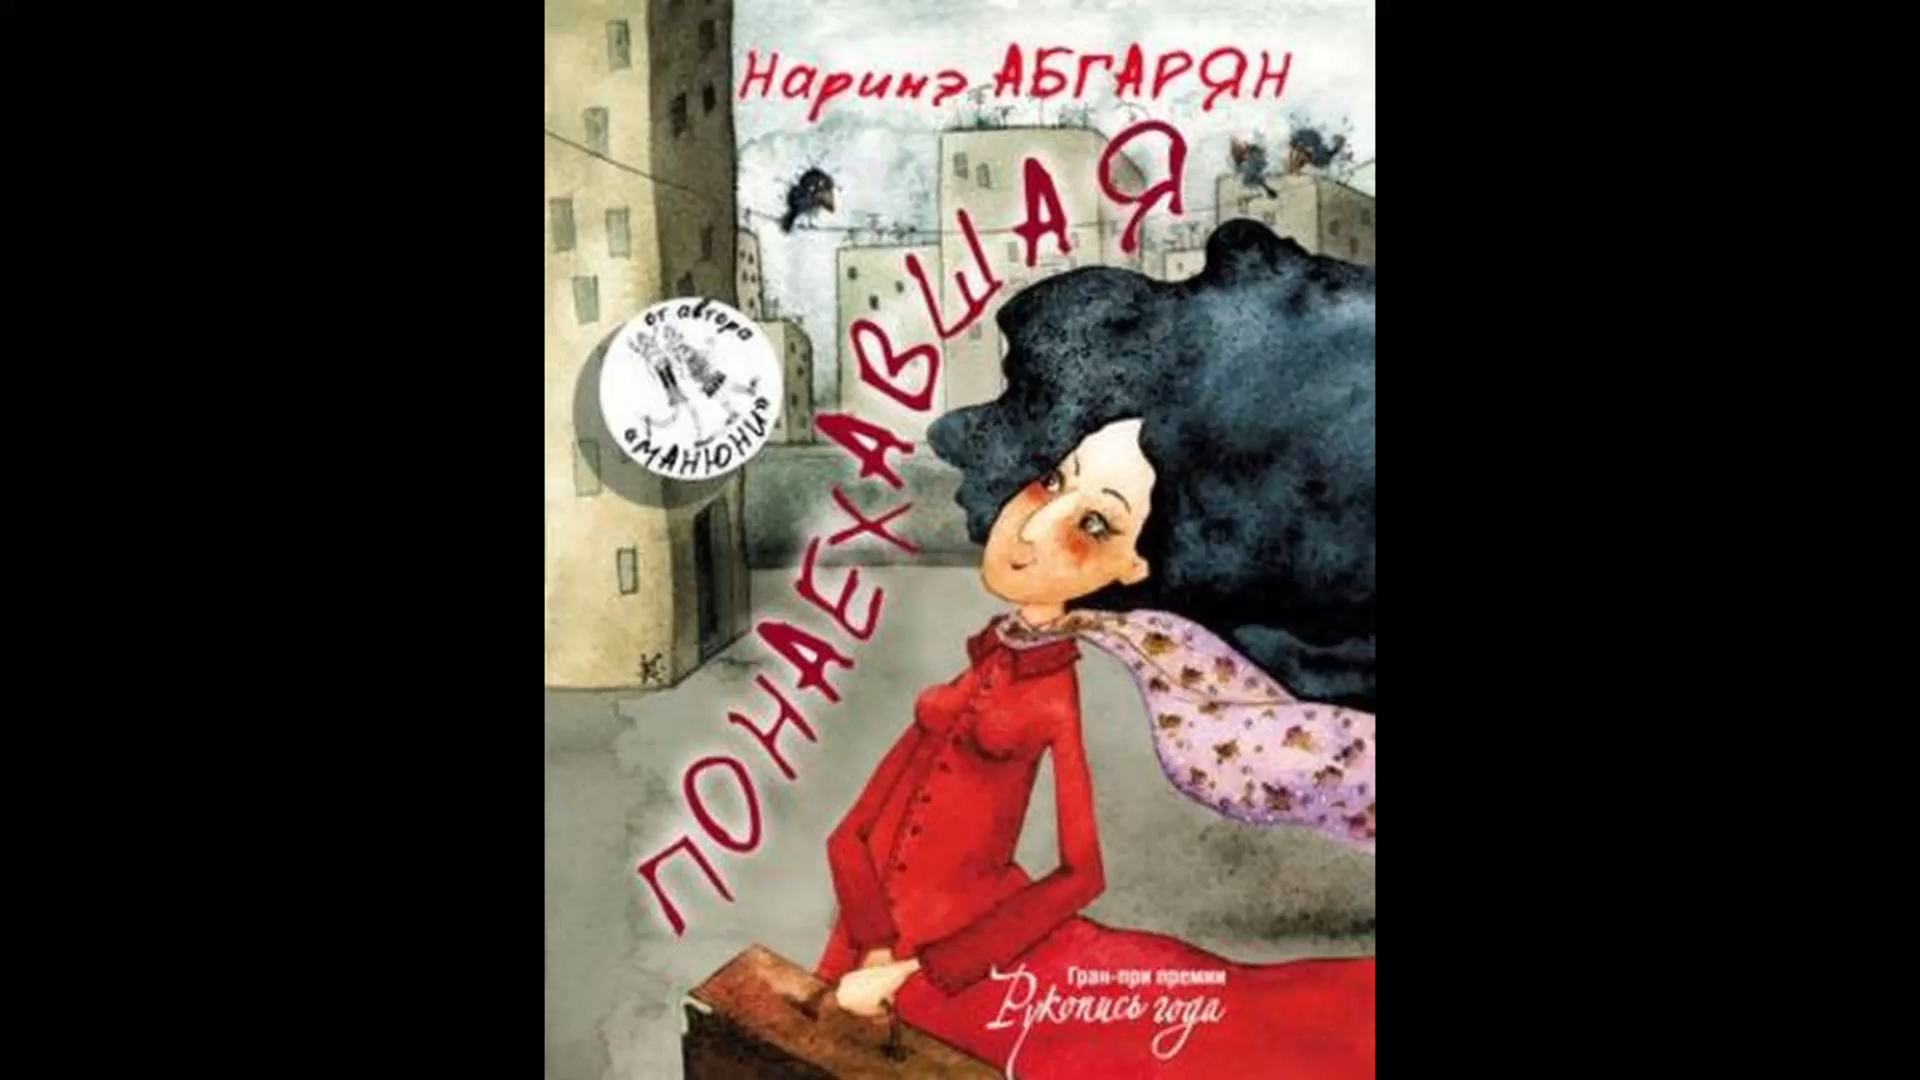 Наринэ АБГАРЯН
ПОНАЕХАВШАЯ
от автора
«МАНЮНИ»
К.
Гран-при премии
Рукопись года